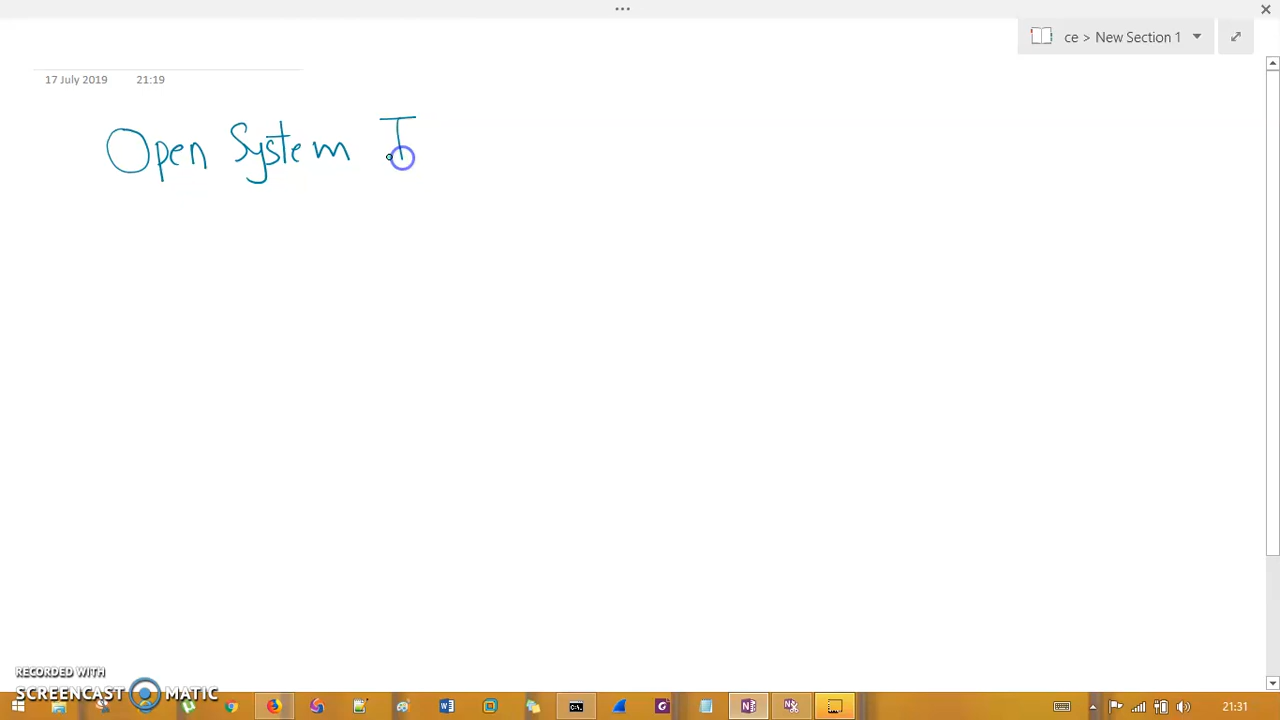 ce > New Section 1
17 July 2019 21:19
Open System I
RECORDED WITH
SCREENCAST MATIC
21:31